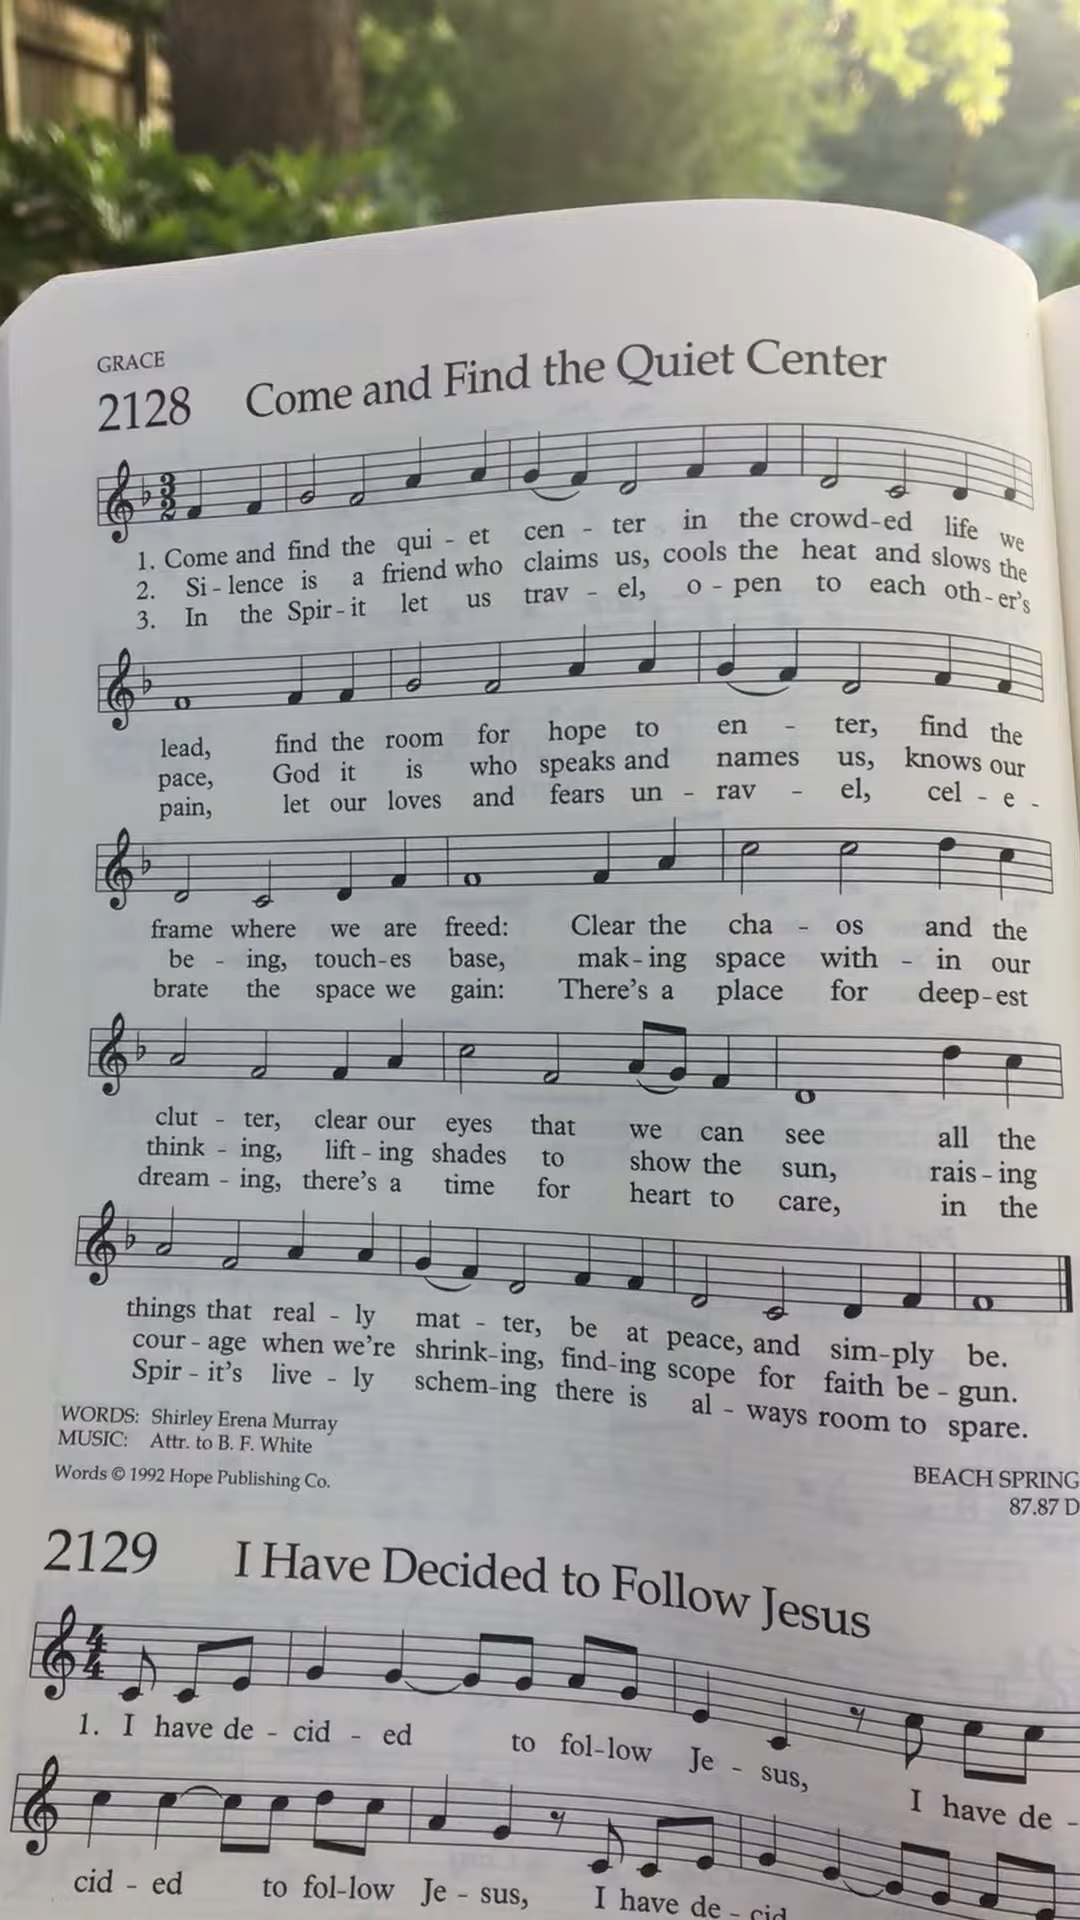 GRACE
2128 Come and Find the Quiet Center
3
2
1. Come and find the qui - et cen - ter in the crowd-ed life we
2. Si - lence is a friend who claims us, cools the heat and slows the
3. In the Spir - it let us trav - el, o - pen to each oth - er's
lead, find the room for hope to en - ter, find the
pace, God it is who speaks and names us, knows our
pain, let our loves and fears un - rav - el, cel - e -
frame where we are freed: Clear the cha - os and the
be - ing, touch-es base, mak - ing space with - in our
brate the space we gain: There's a place for deep-est
clut - ter, clear our eyes that we can see all the
think - ing, lift - ing shades to show the sun, rais - ing
dream - ing, there's a time for heart to care, in the
things that real - ly mat - ter, be at peace, and sim-ply be.
cour - age when we're shrink-ing, find-ing scope for faith be - gun.
Spir - it's live - ly schem-ing there is al - ways room to spare.
WORDS: Shirley Erena Murray
MUSIC: Attr. to B. F. White
Words © 1992 Hope Publishing Co.
BEACH SPRING
87.87 D
2129 I Have Decided to Follow Jesus
4
4
1. I have de - cid - ed to fol-low Je - sus, I have de -
cid - ed to fol-low Je - sus, I have de - cid